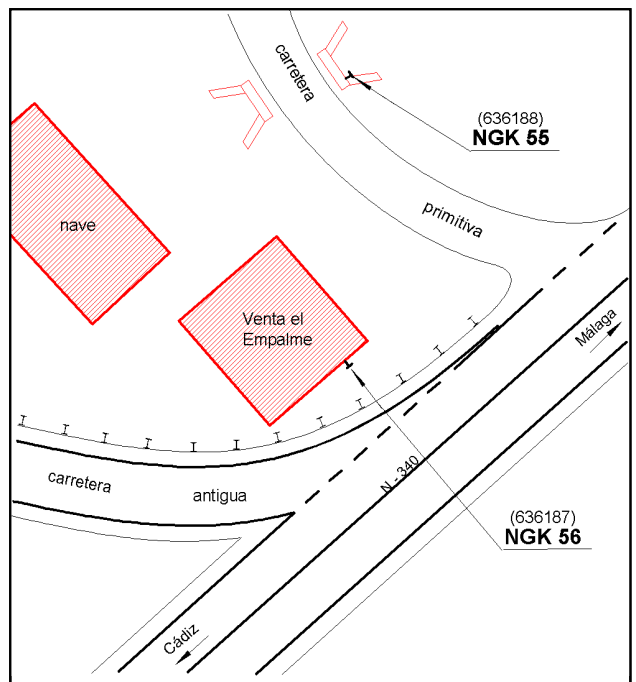 carretera
(636188)
NGK 55
primitiva
nave
Venta el
Empalme
Málaga
carretera
antigua
N - 340
(636187)
NGK 56
Cádiz